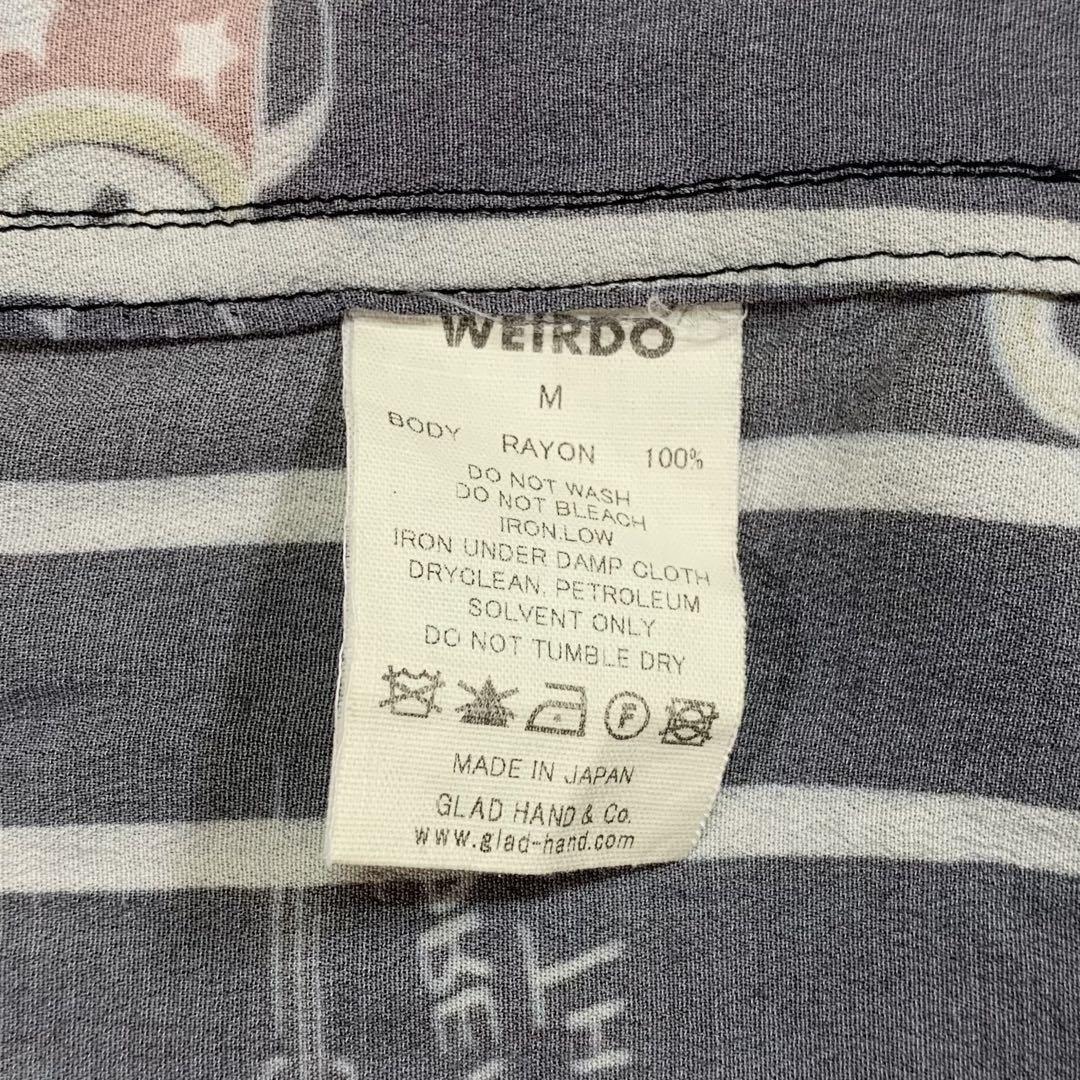 WEIRDO
M
BODY RAYON 100%
DO NOT WASH
DO NOT BLEACH
IRON.LOW
IRON UNDER DAMP CLOTH
DRYCLEAN, PETROLEUM
SOLVENT ONLY
DO NOT TUMBLE DRY
F
MADE IN JAPAN
GLAD HAND & Co.
www.glad-hand.com